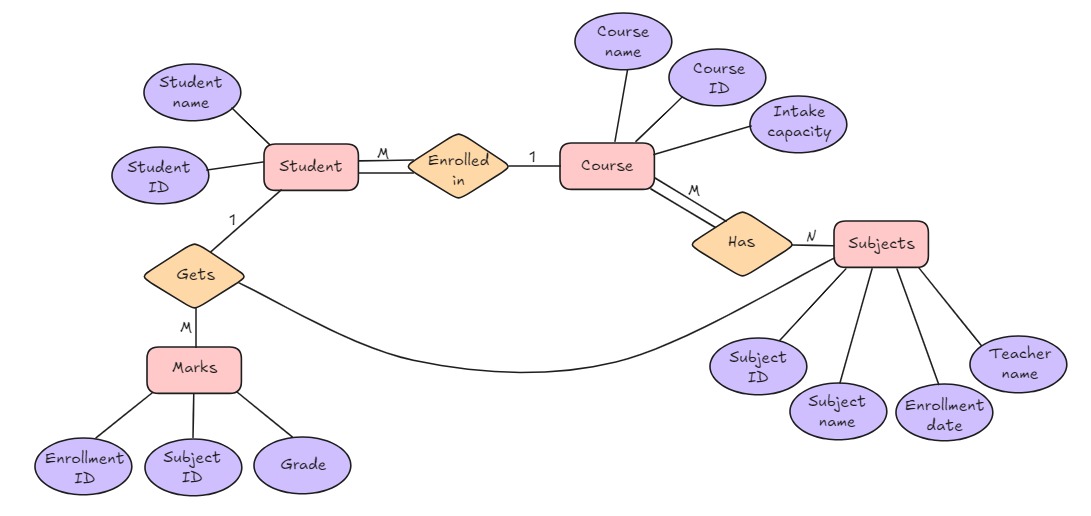 Course
name
Course
ID
Student
name
Intake
capacity
M
Enrolled
in
1
Student
Course
Student
ID
M
1
Has
N
Subjects
Gets
M
Marks
Subject
ID
Teacher
name
Subject
name
Enrollment
date
Enrollment
ID
Subject
ID
Grade